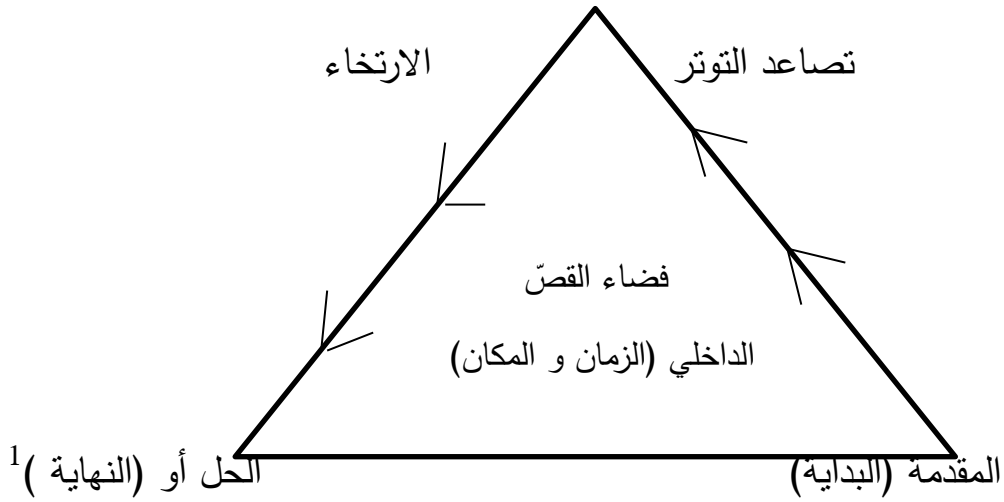 تصاعد التوتر
الارتخاء
فضاء القصّ
الداخلي (الزمان و المكان)
المقدمة (البداية)
الحل أو (النهاية )1